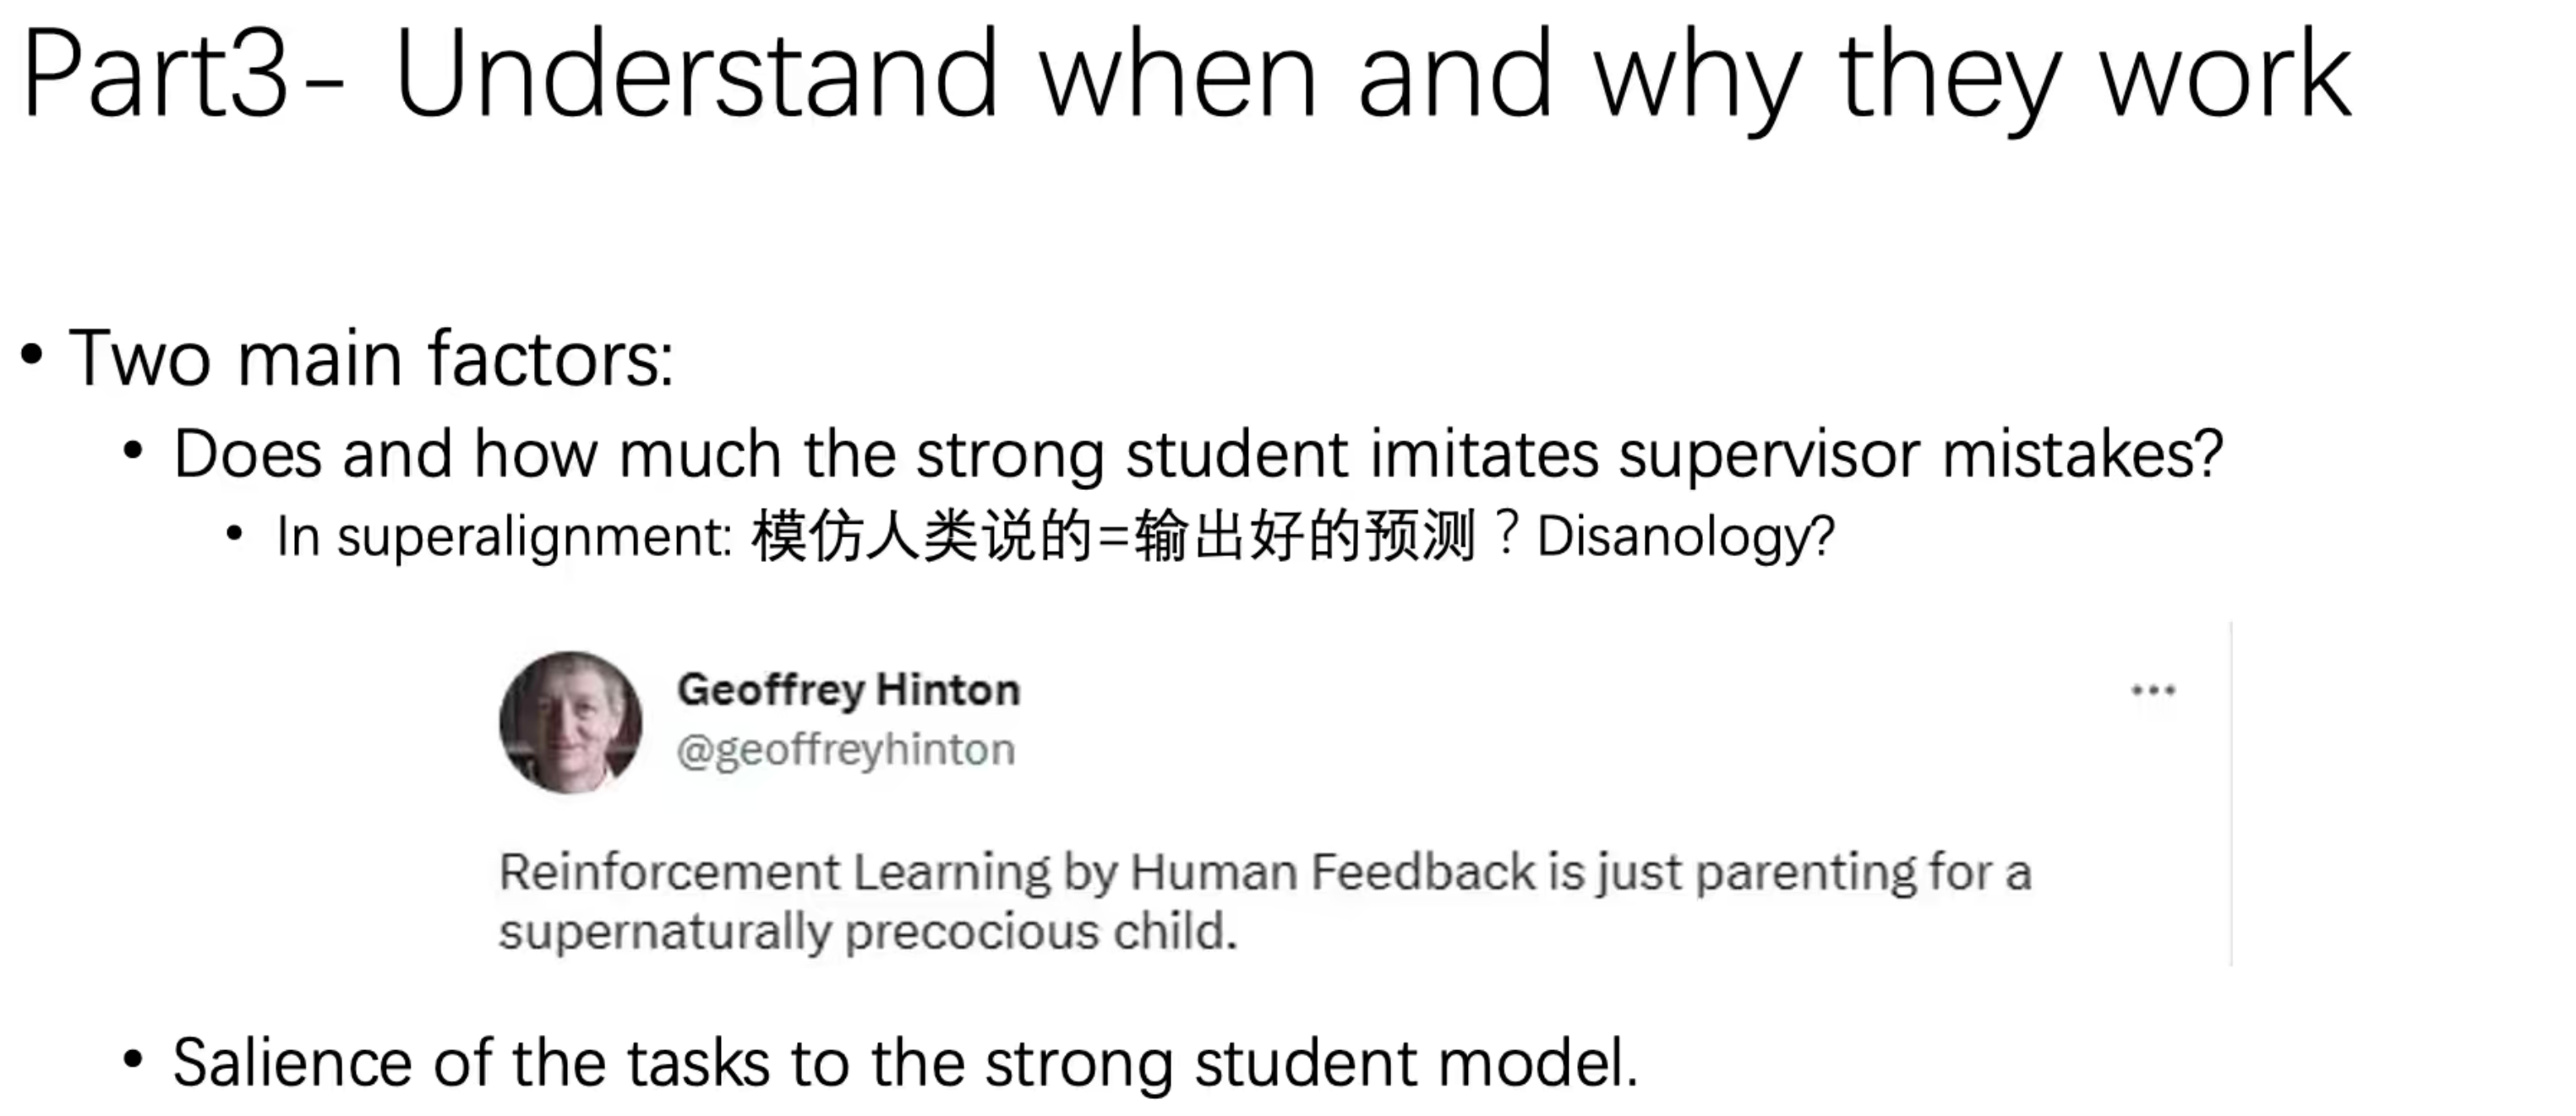 Part3- Understand when and why they work
• Two main factors:
• Does and how much the strong student imitates supervisor mistakes?
• In superalignment: 模仿人类说的=输出好的预测？Disanology?
Geoffrey Hinton
@geoffreyhinton
Reinforcement Learning by Human Feedback is just parenting for a
supernaturally precocious child.
• Salience of the tasks to the strong student model.